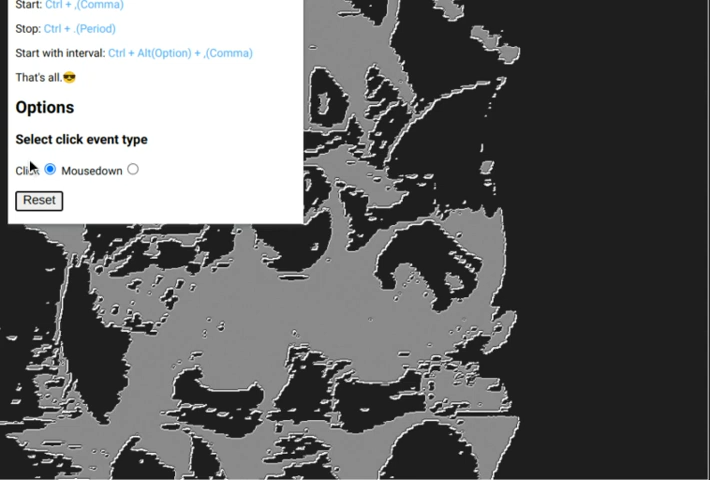 Start: Ctrl + ,(Comma)
Stop: Ctrl + .(Period)
Start with interval: Ctrl + Alt(Option) + ,(Comma)
That's all.😎
Options
Select click event type
Click Mousedown
Reset